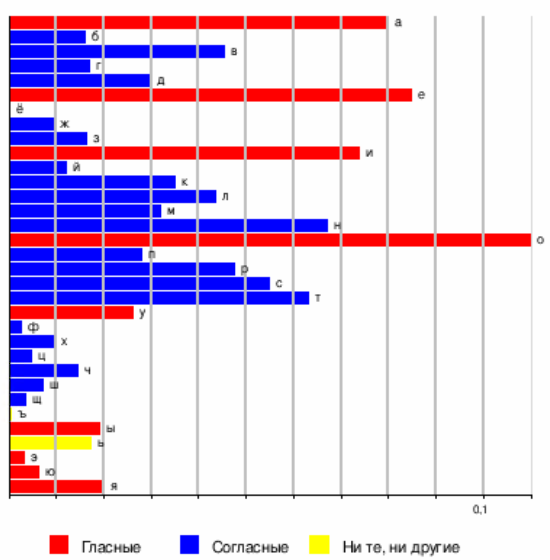 а
б
в
г
д
е
ё
ж
з
и
й
к
л
м
н
о
п
р
с
т
у
ф
х
ц
ч
ш
щ
ъ
ы
ь
э
ю
я
0,1
Гласные Согласные Ни те, ни другие